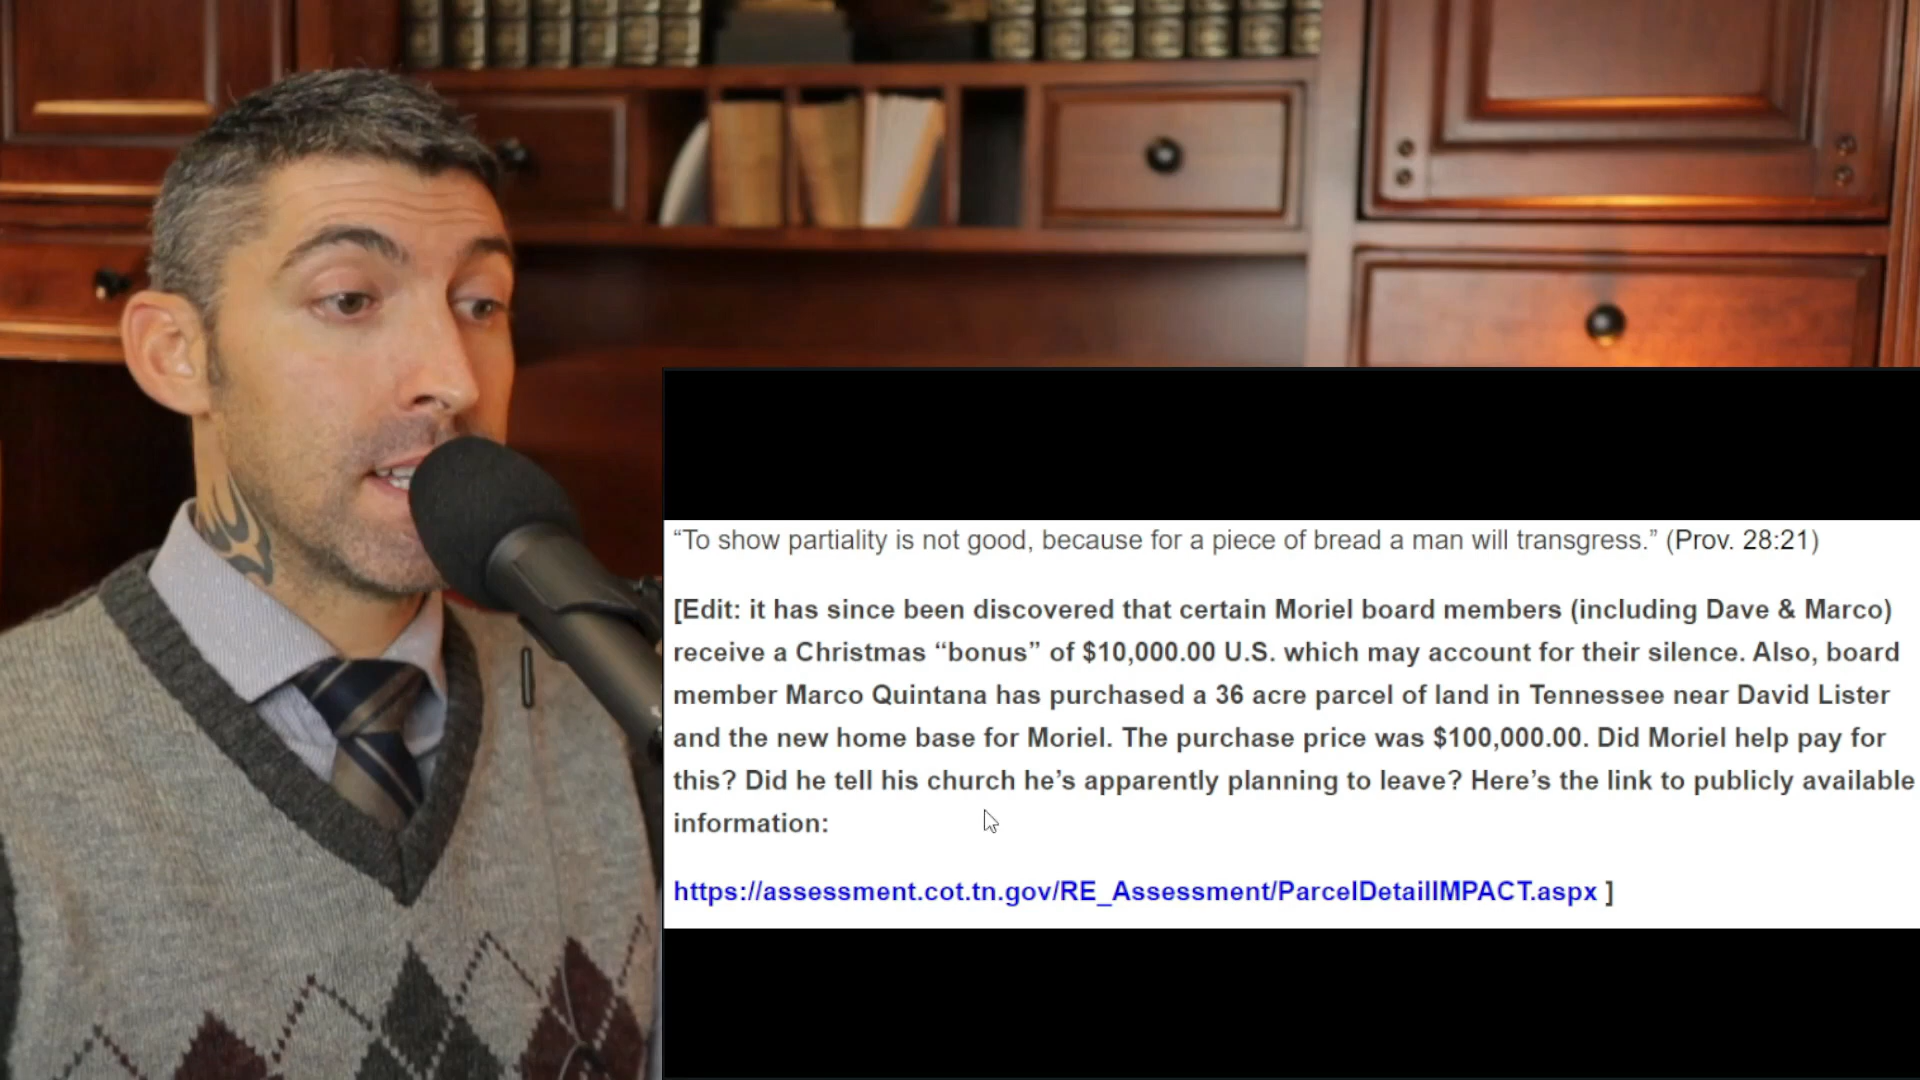 “To show partiality is not good, because for a piece of bread a man will transgress.” (Prov. 28:21)
[Edit: it has since been discovered that certain Moriel board members (including Dave & Marco)
receive a Christmas “bonus” of $10,000.00 U.S. which may account for their silence. Also, board
member Marco Quintana has purchased a 36 acre parcel of land in Tennessee near David Lister
and the new home base for Moriel. The purchase price was $100,000.00. Did Moriel help pay for
this? Did he tell his church he’s apparently planning to leave? Here’s the link to publicly available
information:
https://assessment.cot.tn.gov/RE_Assessment/ParcelDetailIMPACT.aspx ]